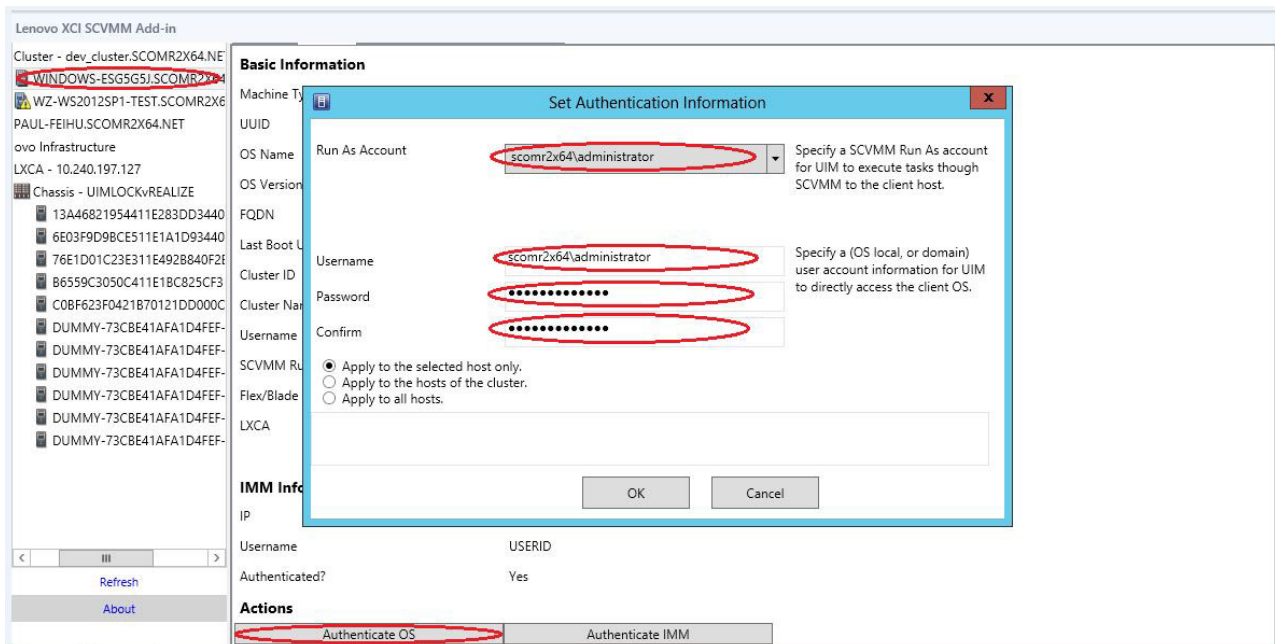 Lenovo XCI SCVMM Add-in
Cluster - dev_cluster.SCOMR2X64.NE
WINDOWS-ESG5G5J.SCOMR2X64
WZ-WS2012SP1-TEST.SCOMR2X6
PAUL-FEIHU.SCOMR2X64.NET
ovo Infrastructure
LXCA - 10.240.197.127
Chassis - UIMLOCKvREALIZE
13A46821954411E283DD3440
6E03F9D9BCE511E1A1D93440
76E1D01C23E311E492B840F2E
B6559C3050C411E1BC825CF3
C0BF623F0421B70121DD000C
DUMMY-73CBE41AFA1D4FEF-
DUMMY-73CBE41AFA1D4FEF-
DUMMY-73CBE41AFA1D4FEF-
DUMMY-73CBE41AFA1D4FEF-
DUMMY-73CBE41AFA1D4FEF-
DUMMY-73CBE41AFA1D4FEF-
Refresh
About
Basic Information
Machine Ty
UUID
OS Name
OS Version
FQDN
Last Boot U
Cluster ID
Cluster Nar
Username
SCVMM Ru
Flex/Blade
LXCA
IMM Info
IP
Username USERID
Authenticated? Yes
Actions
Authenticate OS Authenticate IMM
Set Authentication Information
x
Run As Account scomr2x64\administrator
Specify a SCVMM Run As account
for UIM to execute tasks though
SCVMM to the client host.
Username scomr2x64\administrator
Specify a (OS local, or domain)
user account information for UIM
to directly access the client OS.
Password •••••••••••••
Confirm •••••••••••••
Apply to the selected host only.
Apply to the hosts of the cluster.
Apply to all hosts.
OK Cancel